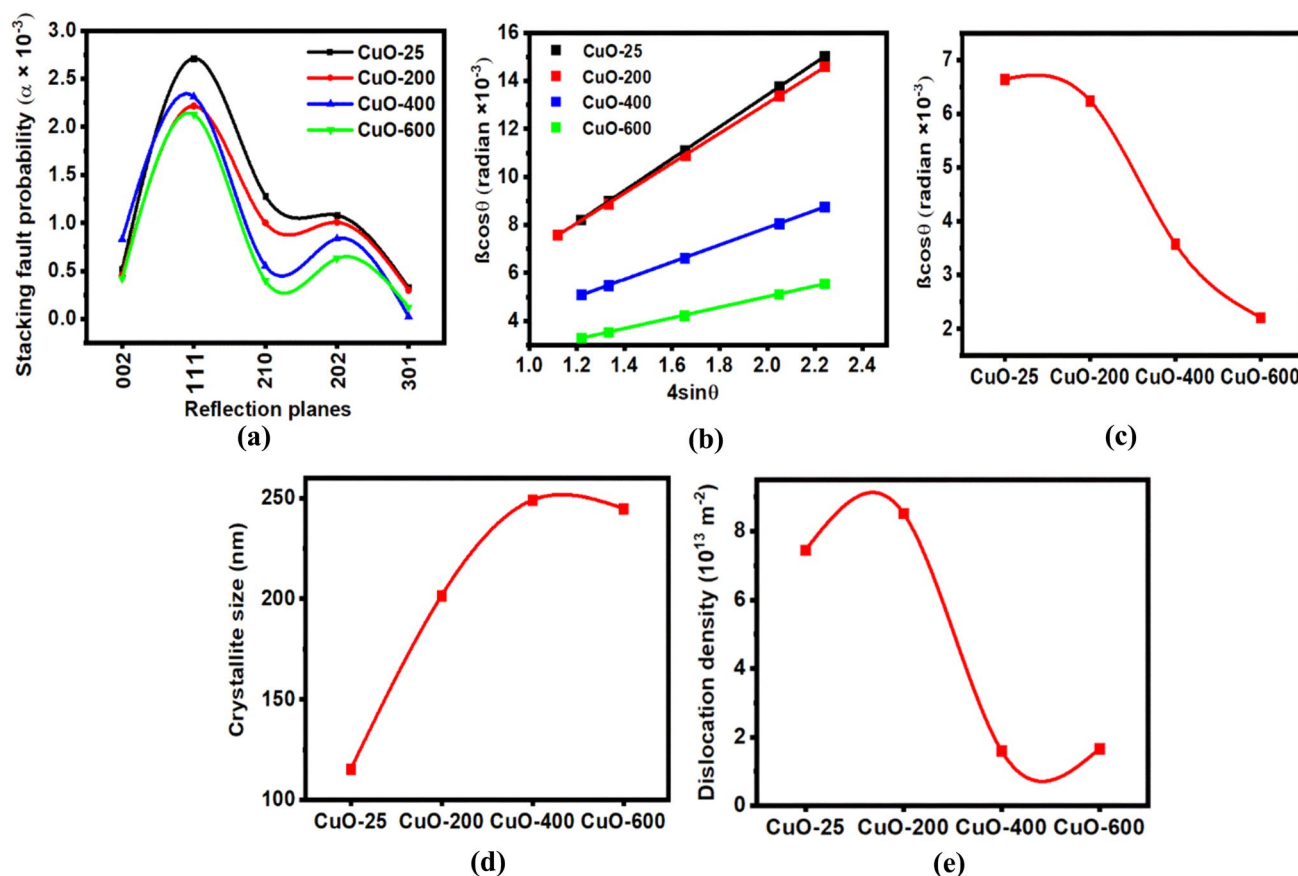 Stacking fault probability (α × 10⁻³)
3.0
2.5
2.0
1.5
1.0
0.5
0.0
CuO-25
CuO-200
CuO-400
CuO-600
002
1111
210
202
301
Reflection planes
(a)
ßcosθ (radian ×10⁻³)
16
14
12
10
8
6
4
CuO-25
CuO-200
CuO-400
CuO-600
1.0 1.2 1.4 1.6 1.8 2.0 2.2 2.4
4sinθ
(b)
ßcosθ (radian ×10⁻³)
7
6
5
4
3
2
CuO-25 CuO-200 CuO-400 CuO-600
(c)
Crystallite size (nm)
250
200
150
100
CuO-25 CuO-200 CuO-400 CuO-600
(d)
Dislocation density (10¹³ m⁻²)
8
6
4
2
0
CuO-25 CuO-200 CuO-400 CuO-600
(e)